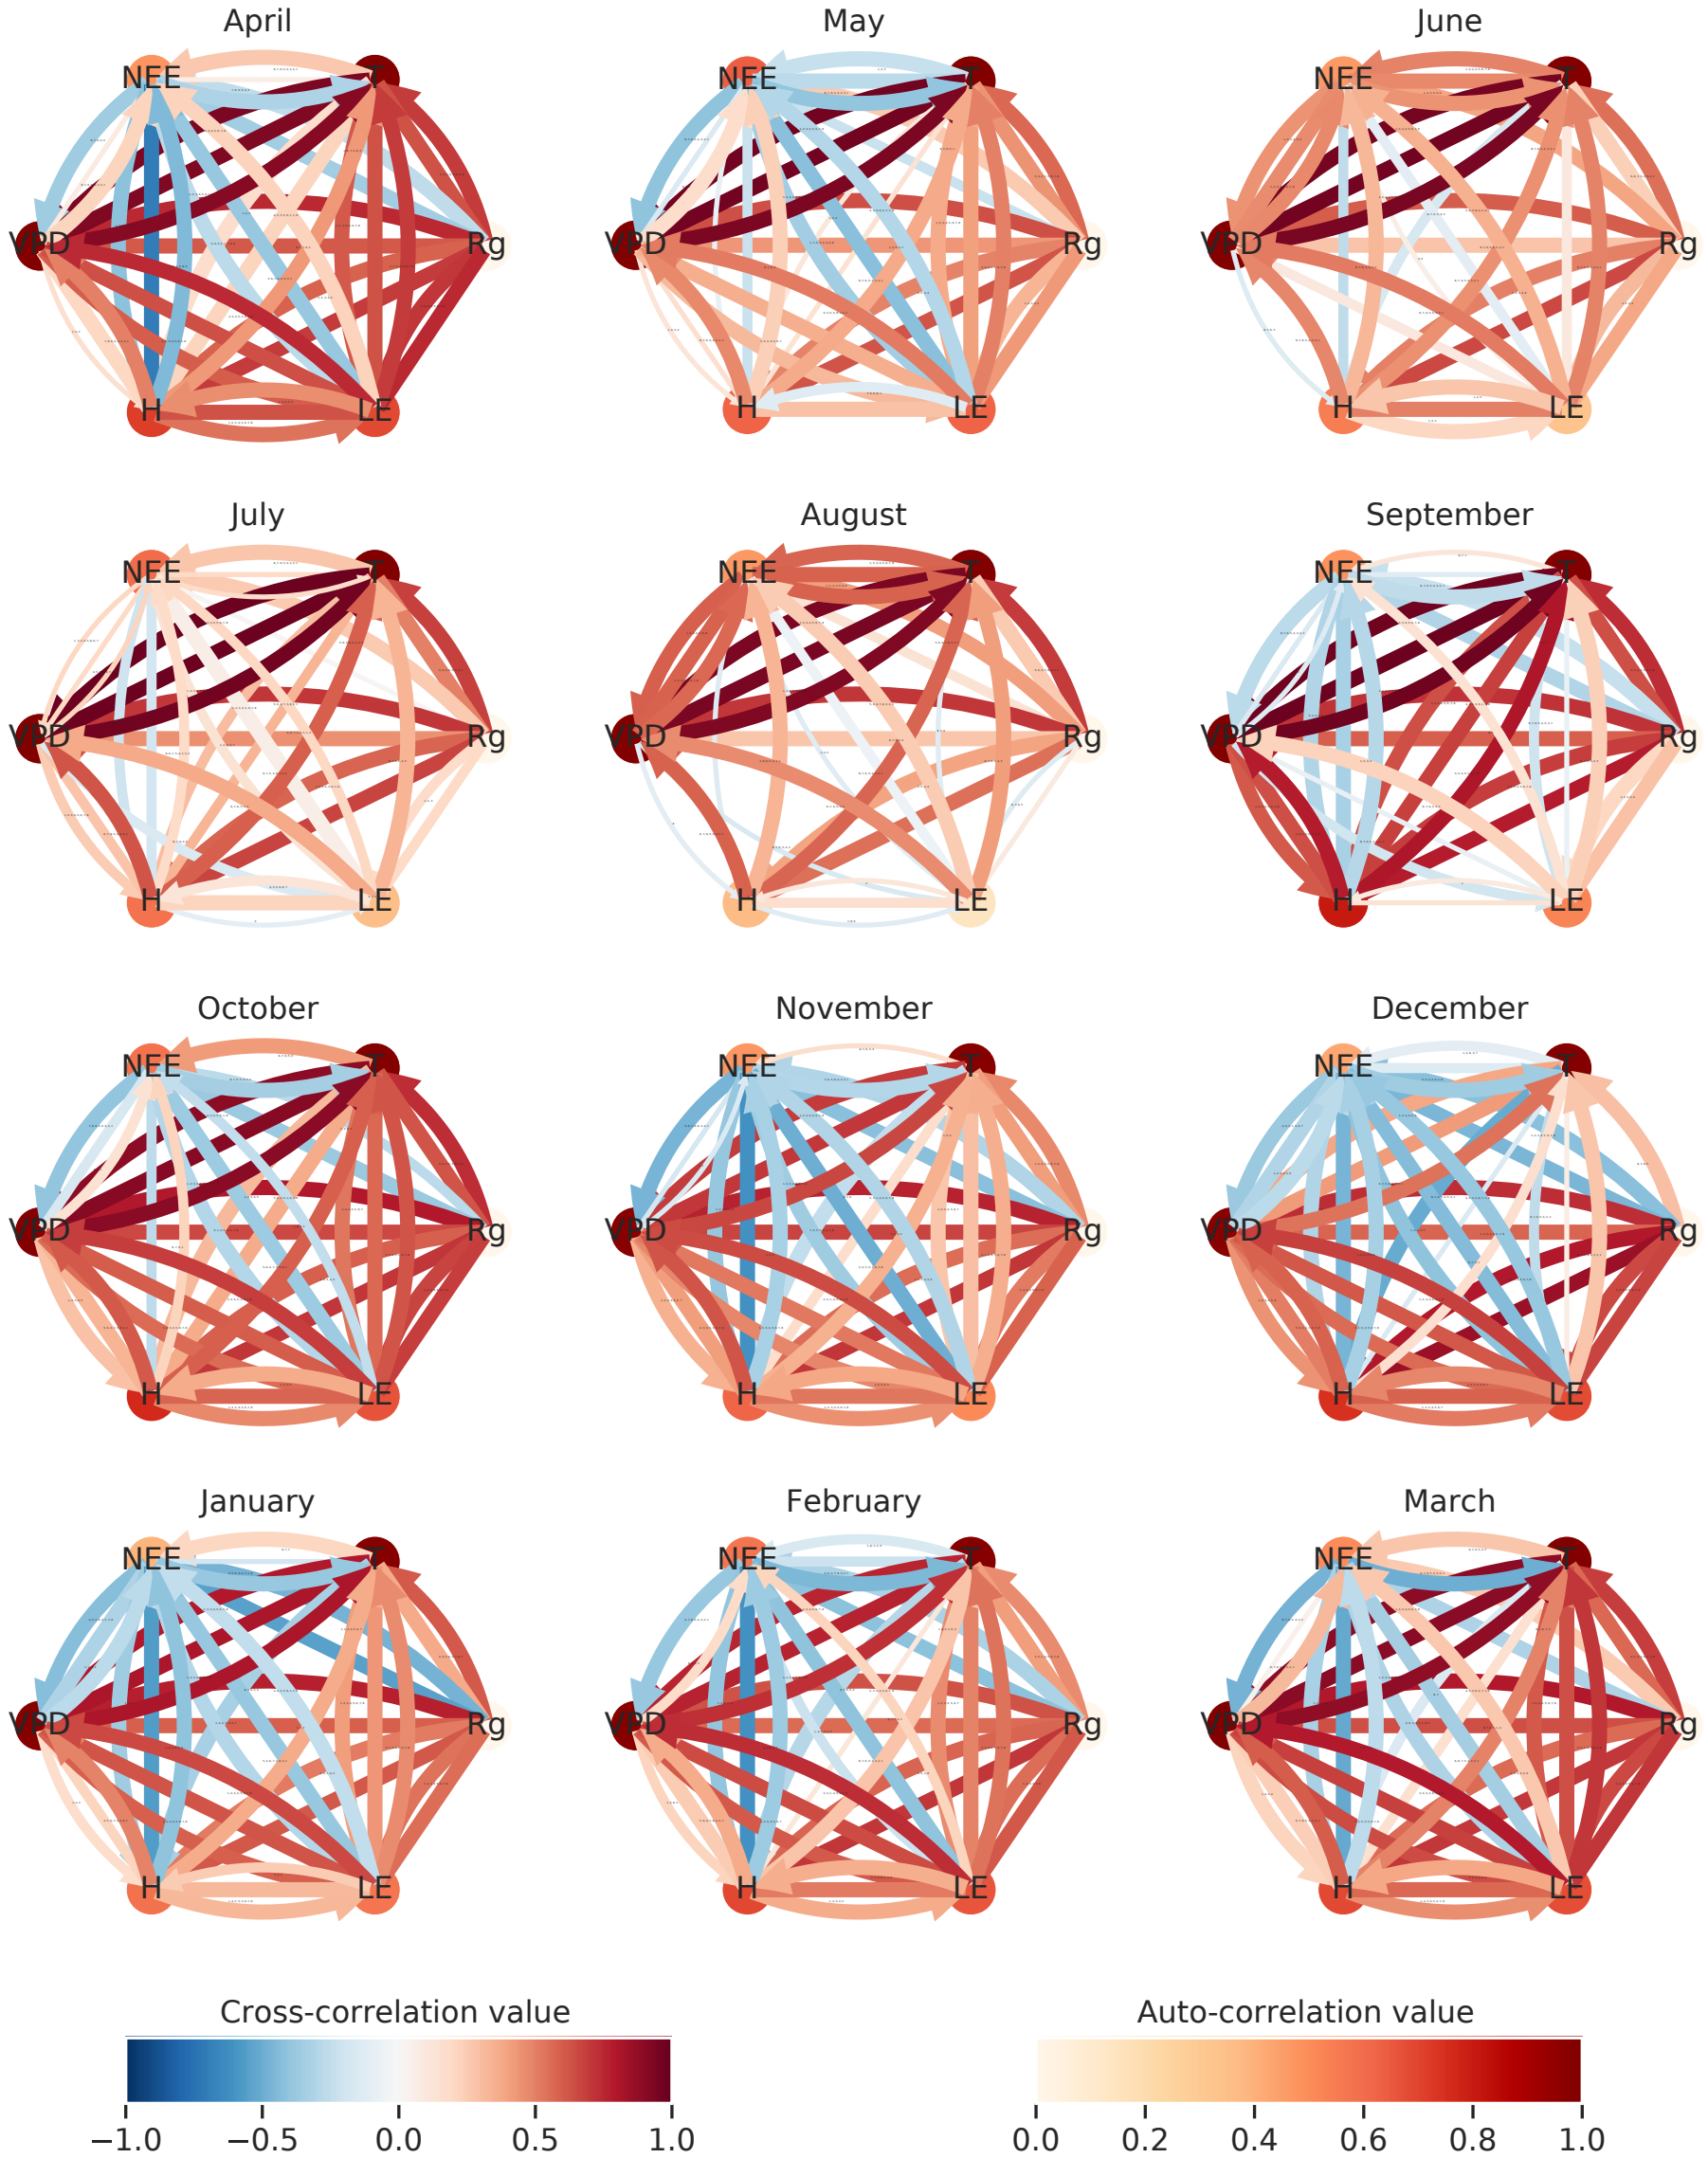 April
May
June
NEE
T
VPD
Rg
H
LE
NEE
T
VPD
Rg
H
LE
NEE
T
VPD
Rg
H
LE
July
August
September
NEE
T
VPD
Rg
H
LE
NEE
T
VPD
Rg
H
LE
NEE
T
VPD
Rg
H
LE
October
November
December
NEE
T
VPD
Rg
H
LE
NEE
T
VPD
Rg
H
LE
NEE
T
VPD
Rg
H
LE
January
February
March
NEE
T
VPD
Rg
H
LE
NEE
T
VPD
Rg
H
LE
NEE
T
VPD
Rg
H
LE
Cross-correlation value
−1.0 −0.5 0.0 0.5 1.0
Auto-correlation value
0.0 0.2 0.4 0.6 0.8 1.0